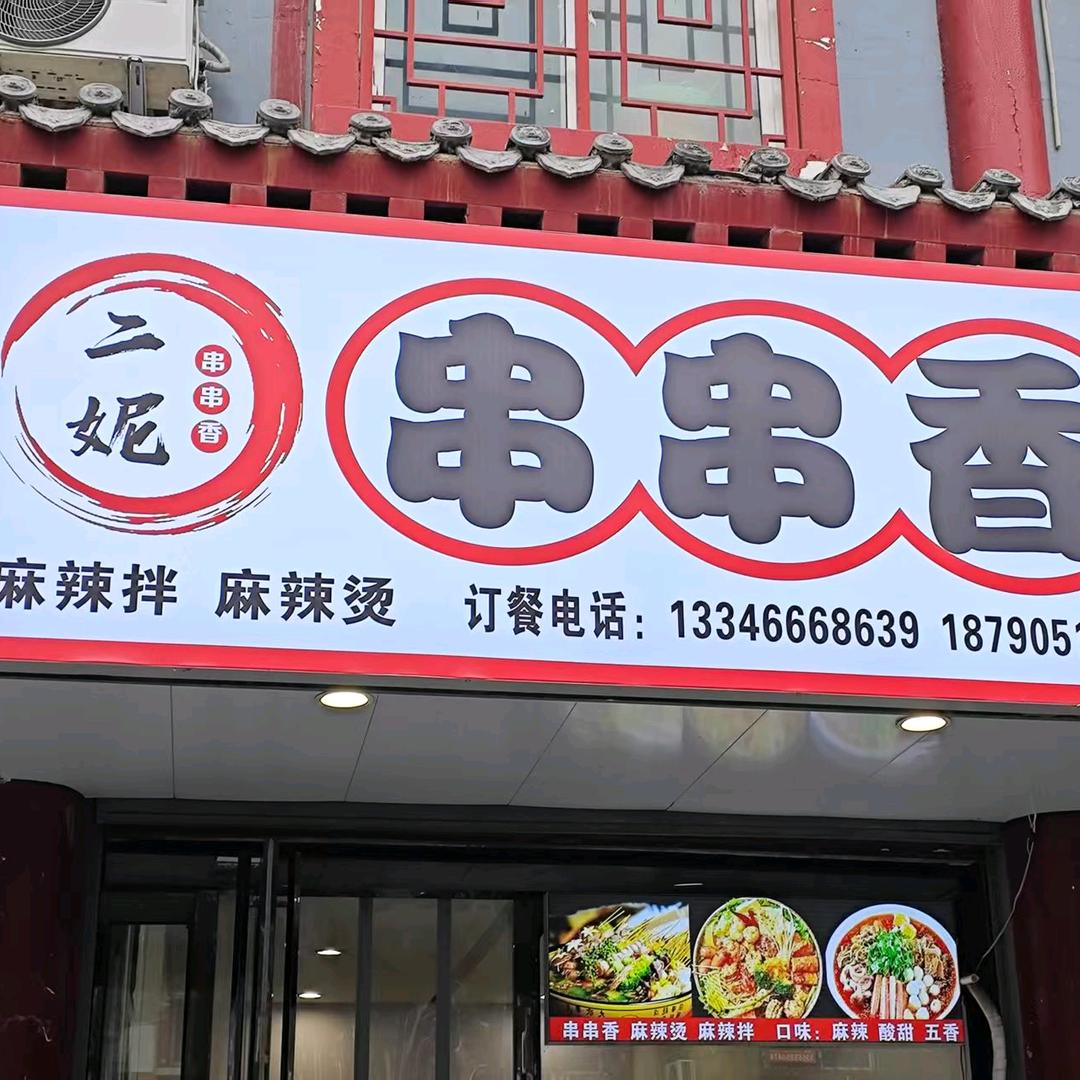 二妮
串串香
串串香
麻辣拌 麻辣烫 订餐电话：13346668639 1879051
串串香 麻辣烫 麻辣拌 口味：麻辣 酸甜 五香